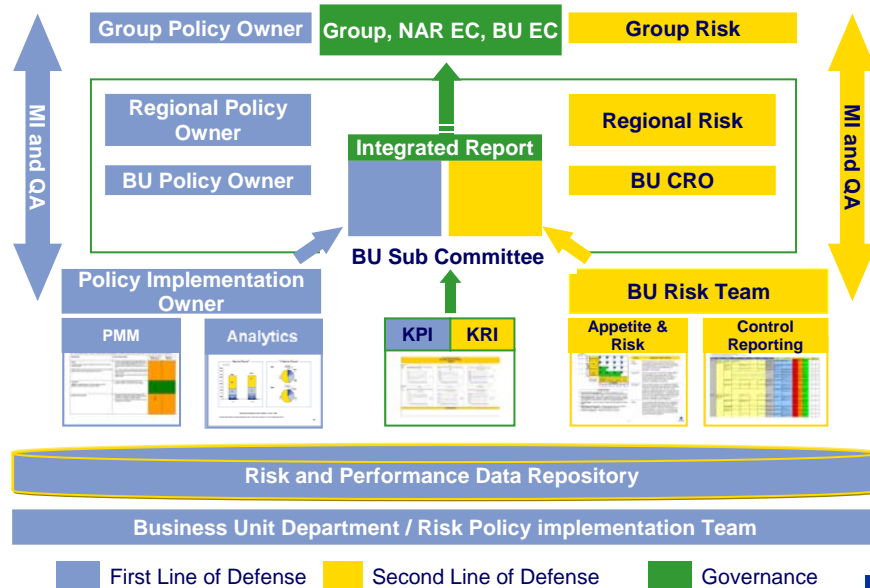 Group Policy Owner
Group, NAR EC, BU EC
Group Risk
MI and QA
MI and QA
Regional Policy
Owner
Regional Risk
Integrated Report
BU Policy Owner
BU CRO
BU Sub Committee
Policy Implementation
Owner
BU Risk Team
PMM
Analytics
KPI
KRI
Appetite &
Risk
Control
Reporting
Risk and Performance Data Repository
Business Unit Department / Risk Policy implementation Team
First Line of Defense
Second Line of Defense
Governance